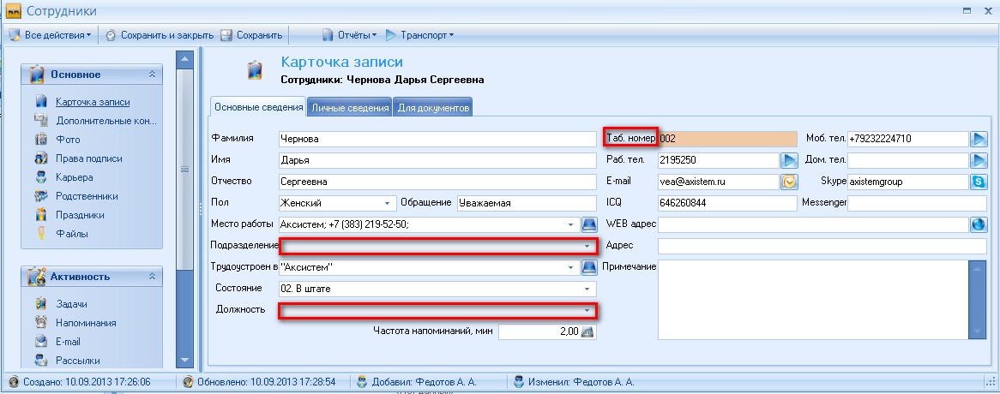 Сотрудники
Все действия Сохранить и закрыть Сохранить Отчёты Транспорт
Основное
Карточка записи
Дополнительные кон...
Фото
Права подписи
Карьера
Родственники
Праздники
Файлы
Активность
Задачи
Напоминания
E-mail
Рассылки
Карточка записи
Сотрудники: Чернова Дарья Сергеевна
Основные сведения Личные сведения Для документов
Фамилия Чернова Таб. номер 002 Моб. тел. +79232224710
Имя Дарья Раб. тел. 2195250 Дом. тел.
Отчество Сергеевна E-mail vea@axistem.ru Skype axistemgroup
Пол Женский Обращение Уважаемая ICQ 646260844 Messenger
Место работы Аксистем; +7 (383) 219-52-50; WEB адрес
Подразделение Адрес
Трудоустроен в "Аксистем" Примечание
Состояние 02. В штате
Должность
Частота напоминаний, мин 2,00
Создано: 10.09.2013 17:26:06 Обновлено: 10.09.2013 17:28:54 Добавил: Федотов А. А. Изменил: Федотов А. А.